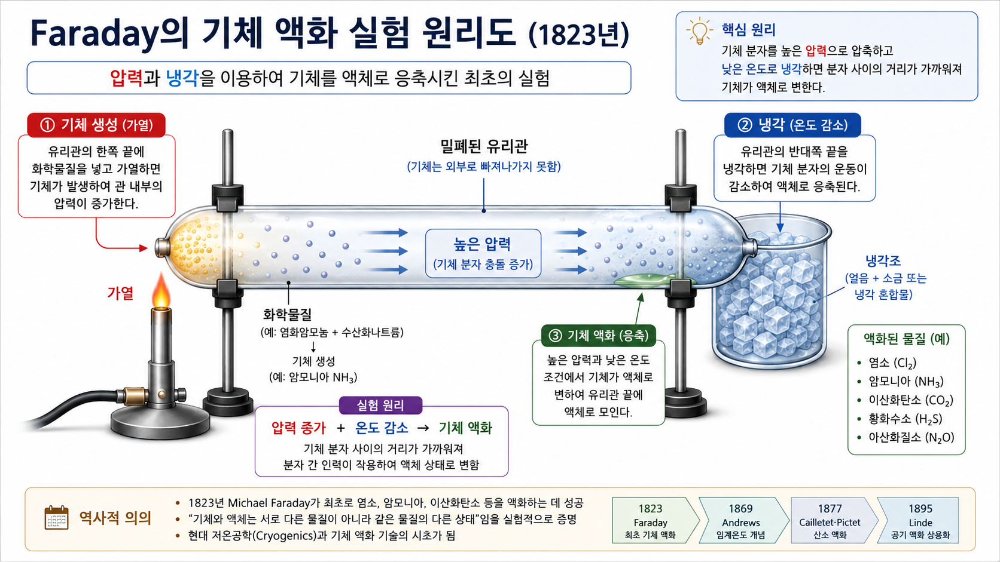 Faraday의 기체 액화 실험 원리도 (1823년)
압력과 냉각을 이용하여 기체를 액체로 응축시킨 최초의 실험
핵심 원리
기체 분자를 높은 압력으로 압축하고
낮은 온도로 냉각하면 분자 사이의 거리가 가까워져
기체가 액체로 변한다.
① 기체 생성 (가열)
유리관의 한쪽 끝에
화학물질을 넣고 가열하면
기체가 발생하여 관 내부의
압력이 증가한다.
밀폐된 유리관
(기체는 외부로 빠져나가지 못함)
② 냉각 (온도 감소)
유리관의 반대쪽 끝을
냉각하면 기체 분자의 운동이
감소하여 액체로 응축된다.
높은 압력
(기체 분자 충돌 증가)
가열
화학물질
(예: 염화암모늄 + 수산화나트륨)
↓
기체 생성
(예: 암모니아 NH₃)
냉각조
(얼음 + 소금 또는
냉각 혼합물)
③ 기체 액화 (응축)
높은 압력과 낮은 온도
조건에서 기체가 액체로
변하여 유리관 끝에
액체로 모인다.
액화된 물질 (예)
• 염소 (Cl₂)
• 암모니아 (NH₃)
• 이산화탄소 (CO₂)
• 황화수소 (H₂S)
• 아산화질소 (N₂O)
실험 원리
압력 증가 + 온도 감소 → 기체 액화
기체 분자 사이의 거리가 가까워져
분자 간 인력이 작용하여 액체 상태로 변함
역사적 의의
• 1823년 Michael Faraday가 최초로 염소, 암모니아, 이산화탄소 등을 액화하는 데 성공
• “기체와 액체는 서로 다른 물질이 아니라 같은 물질의 다른 상태”임을 실험적으로 증명
• 현대 저온공학(Cryogenics)과 기체 액화 기술의 시초가 됨
1823
Faraday
최초 기체 액화
1869
Andrews
임계온도 개념
1877
Cailletet-Pictet
산소 액화
1895
Linde
공기 액화 상용화